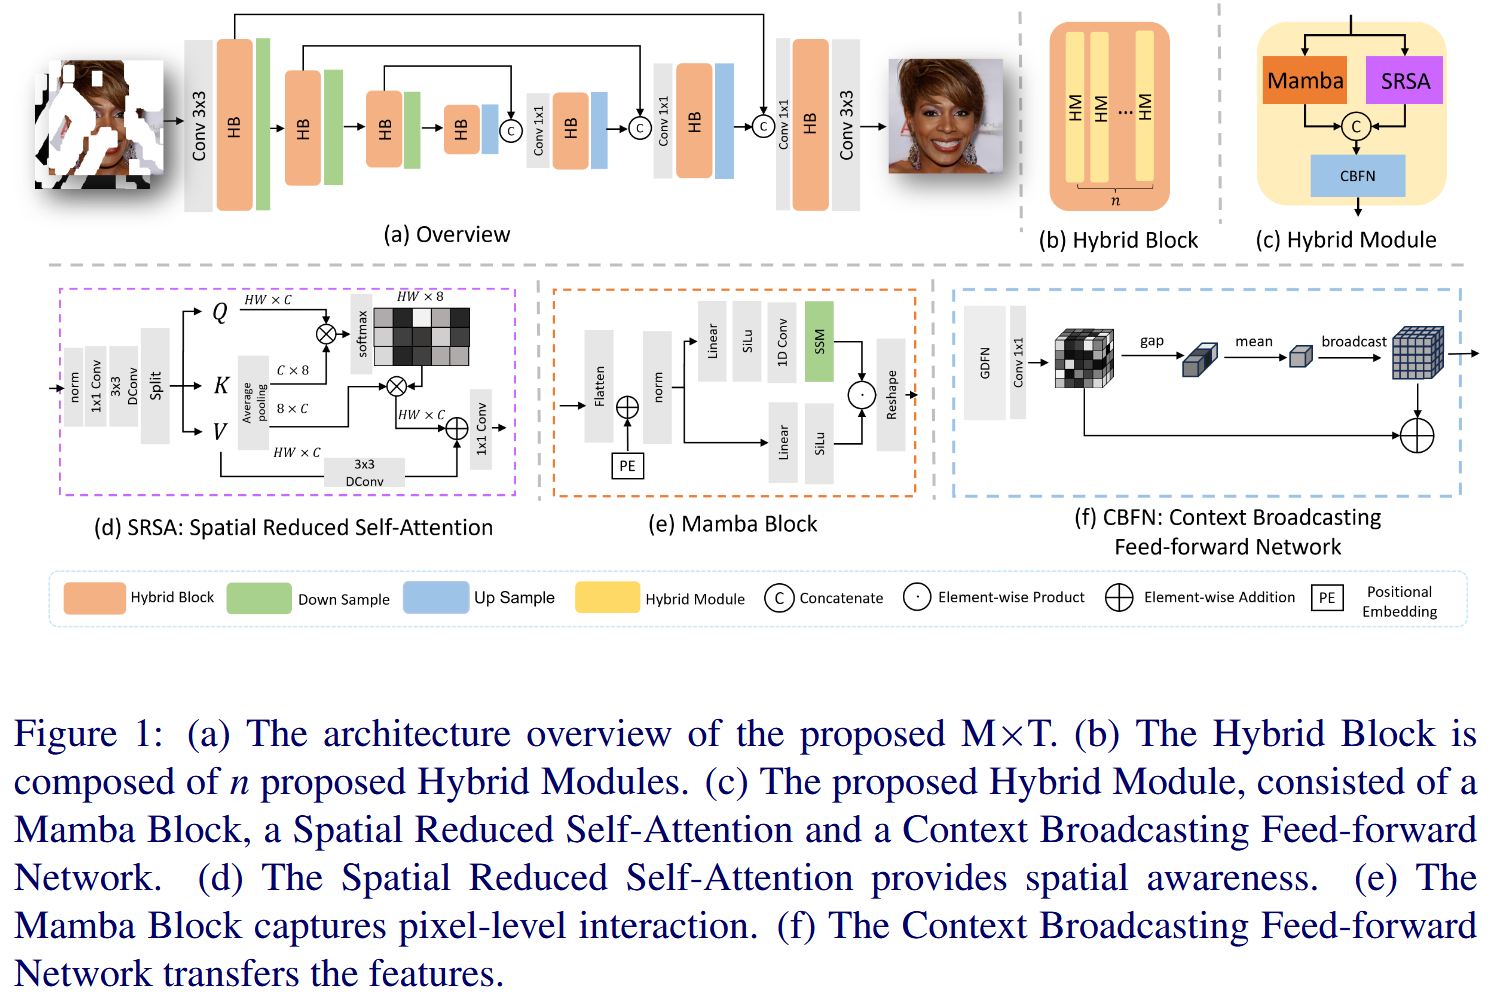 Conv 3x3
HB
HB
HB
HB
C
Conv 1x1
HB
C
Conv 1x1
HB
C
Conv 1x1
HB
Conv 3x3
(a) Overview
HM
HM
...
HM
n
(b) Hybrid Block
Mamba
SRSA
C
CBFN
(c) Hybrid Module
norm
1x1 Conv
3x3
DConv
Split
Q
K
V
HW × C
Average
pooling
C × 8
8 × C
HW × C
softmax
HW × 8
HW × C
3x3
DConv
1x1 Conv
(d) SRSA: Spatial Reduced Self-Attention
Flatten
PE
norm
Linear
SiLu
1D Conv
SSM
Linear
SiLu
Reshape
(e) Mamba Block
GDFN
Conv 1x1
gap
mean
broadcast
(f) CBFN: Context Broadcasting
Feed-forward Network
Hybrid Block
Down Sample
Up Sample
Hybrid Module
C
Concatenate
Element-wise Product
Element-wise Addition
PE
Positional
Embedding
Figure 1: (a) The architecture overview of the proposed M×T. (b) The Hybrid Block is
composed of n proposed Hybrid Modules. (c) The proposed Hybrid Module, consisted of a
Mamba Block, a Spatial Reduced Self-Attention and a Context Broadcasting Feed-forward
Network. (d) The Spatial Reduced Self-Attention provides spatial awareness. (e) The
Mamba Block captures pixel-level interaction. (f) The Context Broadcasting Feed-forward
Network transfers the features.